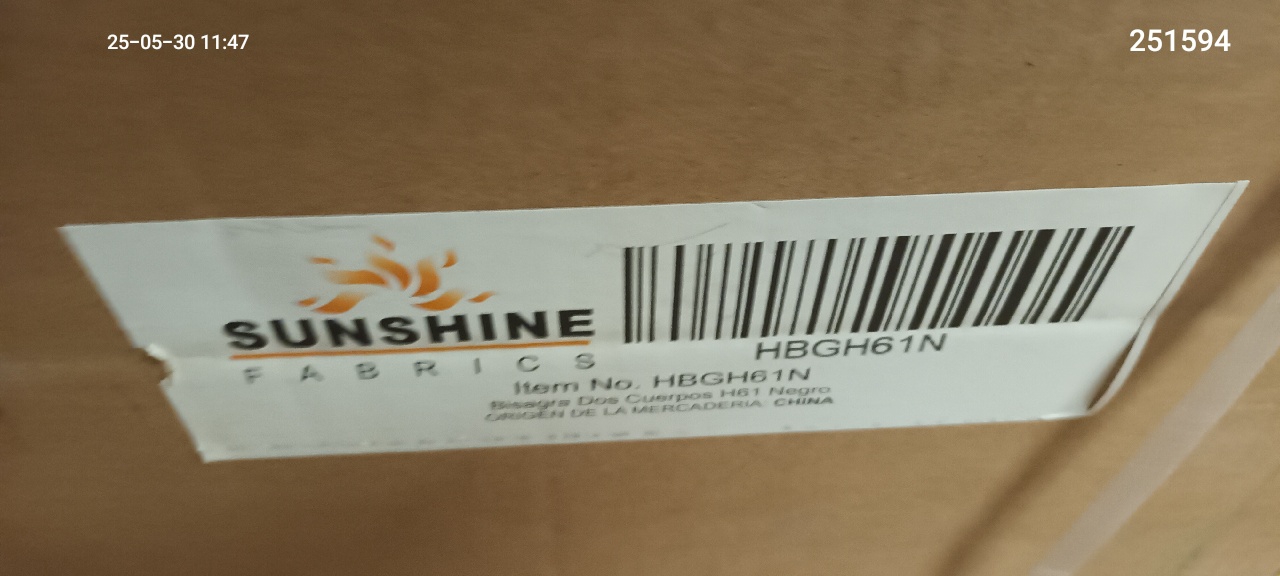 25-05-30 11:47
251594
SUNSHINE
FABRICS
HBGH61N
Item No. HBGH61N
Bisagra Dos Cuerpos H61 Negro
ORIGEN DE LA MERCADERIA: CHINA